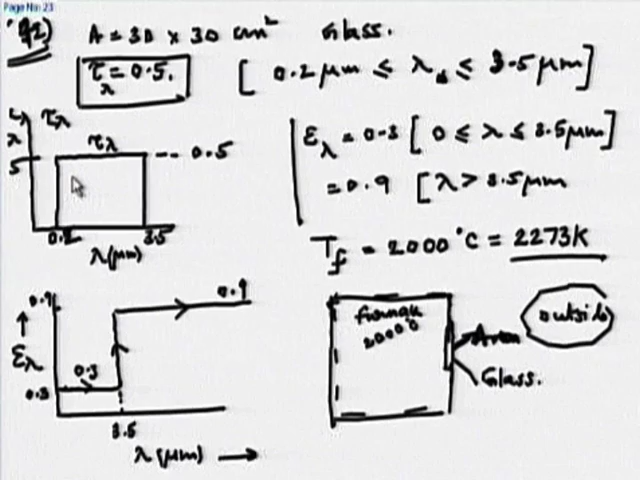 Page No: 23
Q2) A = 30 x 30 cm² Glass.
τλ = 0.5. [ 0.2 μm ≤ λ ≤ 3.5 μm ]
τλ
τλ -- 0.5
5
0.2 3.5
λ(μm)
ελ = 0.3 [ 0 ≤ λ ≤ 3.5 μm ]
= 0.9 [ λ > 3.5 μm
Tf = 2000 °C = 2273K
0.9 0.9
ελ
0.3 0.3
3.5
λ (μm)
furnace
2000°C
Area
Glass.
outside